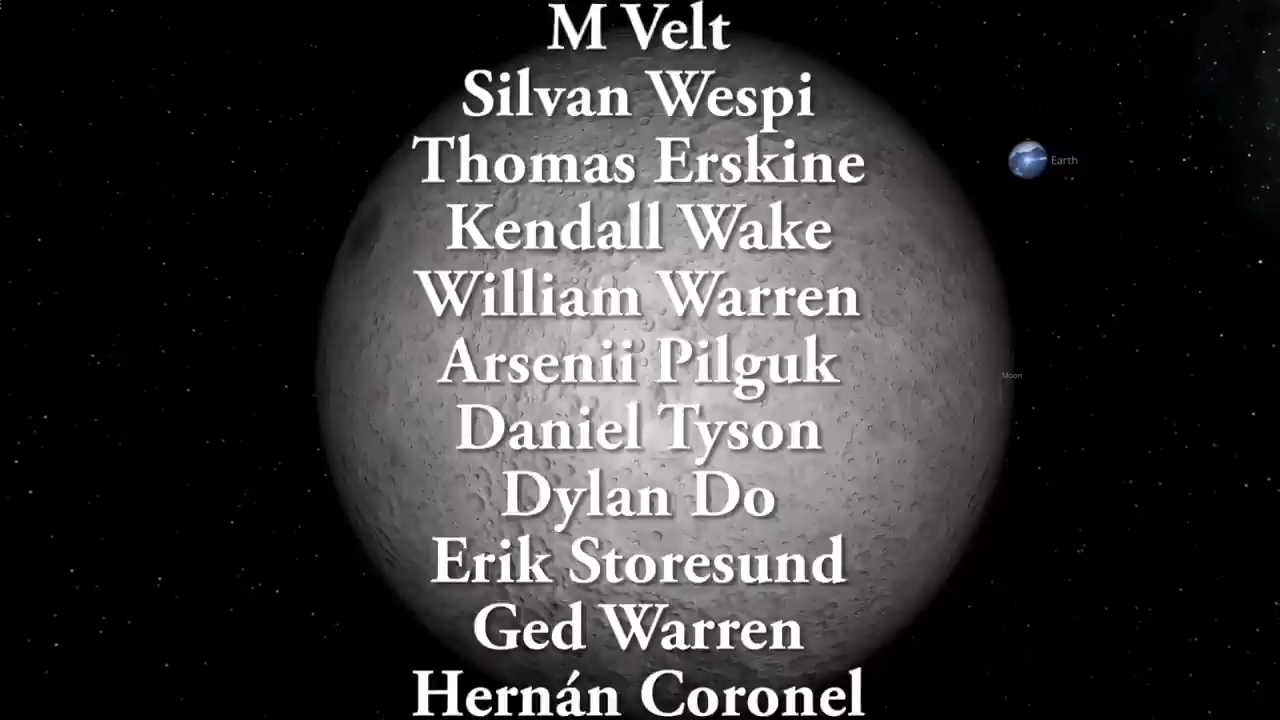 M Velt
Silvan Wespi
Thomas Erskine
Kendall Wake
William Warren
Arsenii Pilguk
Daniel Tyson
Dylan Do
Erik Storesund
Ged Warren
Hernán Coronel
Earth
Moon